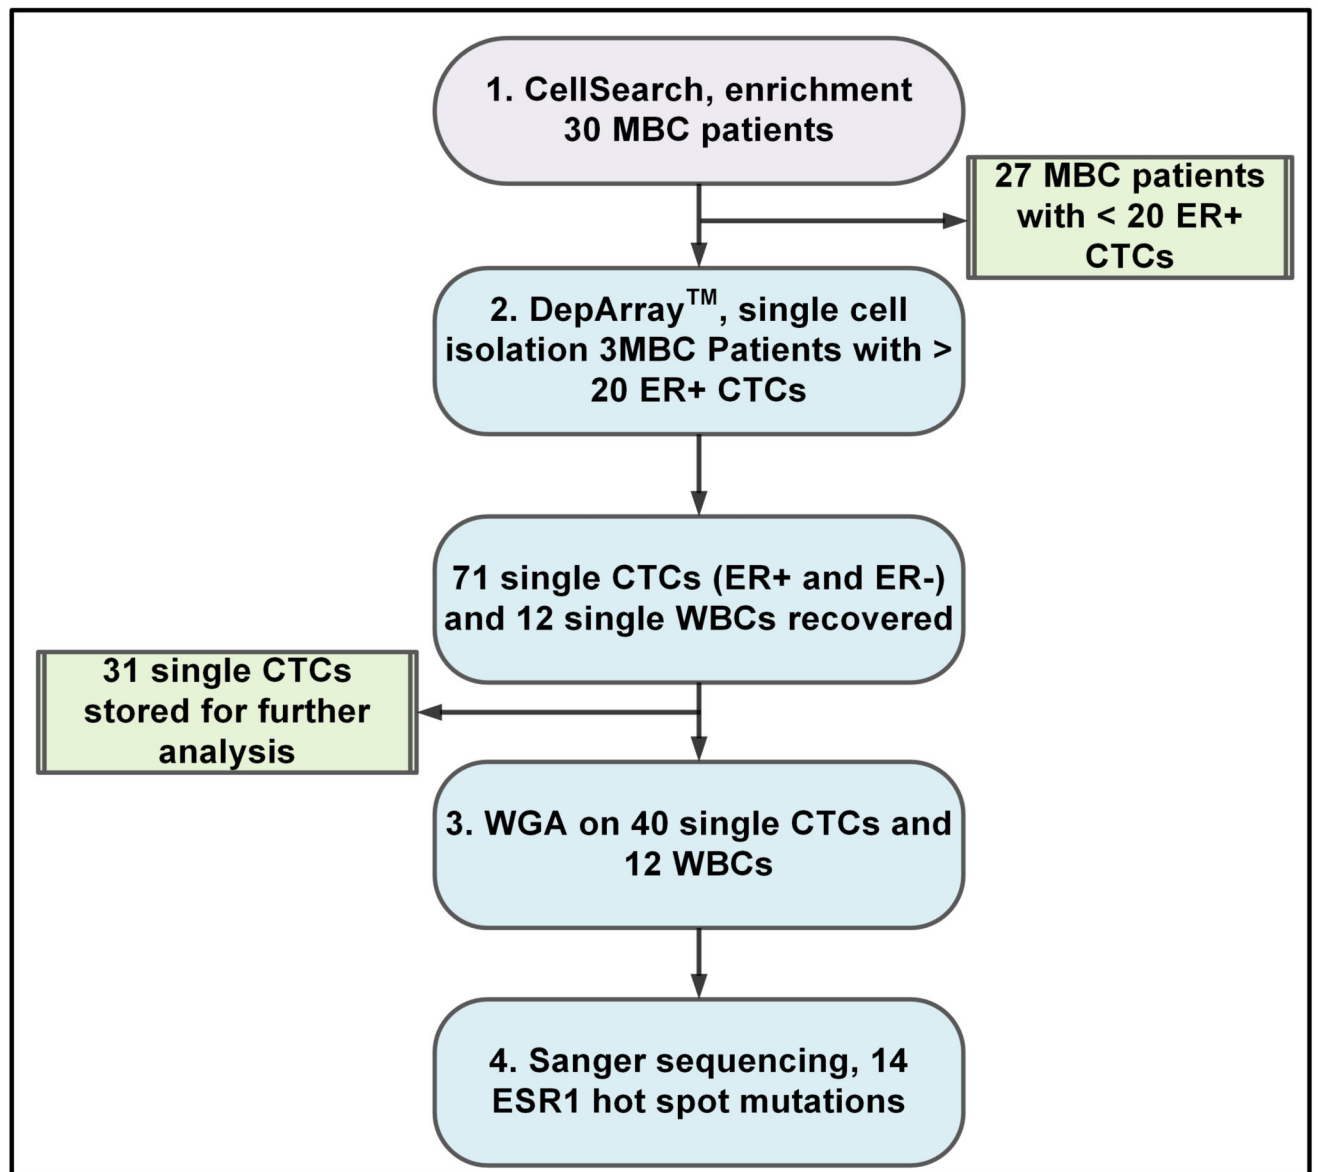 1. CellSearch, enrichment
30 MBC patients
27 MBC patients
with < 20 ER+
CTCs
2. DepArray™, single cell
isolation 3MBC Patients with >
20 ER+ CTCs
71 single CTCs (ER+ and ER-)
and 12 single WBCs recovered
31 single CTCs
stored for further
analysis
3. WGA on 40 single CTCs and
12 WBCs
4. Sanger sequencing, 14
ESR1 hot spot mutations